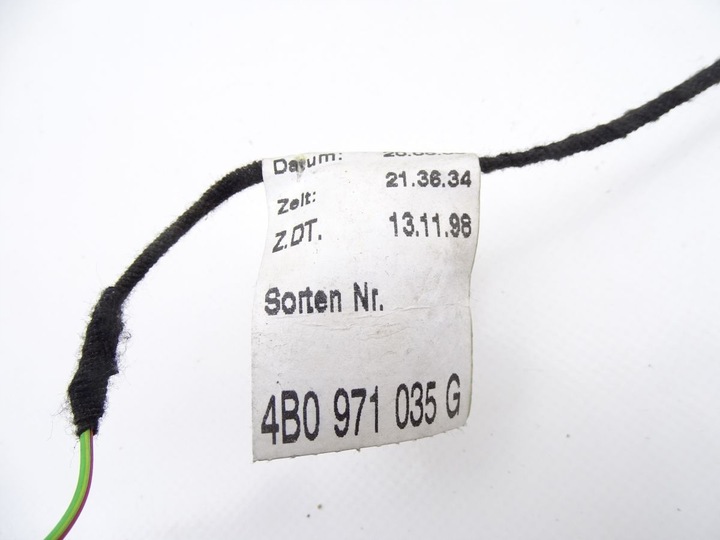 Datum:
Zeit: 21.36.34
Z.DT. 13.11.98
Sorten Nr.
4B0 971 035 G